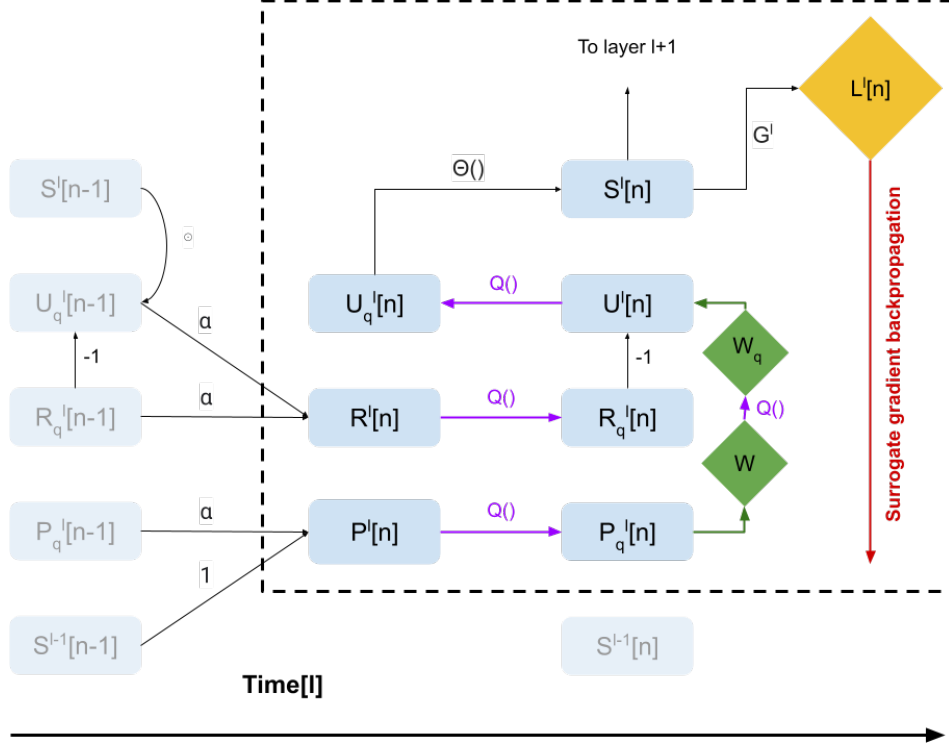 To layer l+1
L^l[n]
G^l
Θ()
S^l[n-1]
S^l[n]
⊙
Surrogate gradient backpropagation
Q()
U_q^l[n-1]
U_q^l[n]
U^l[n]
α
-1
-1
W_q
α
Q()
Q()
R_q^l[n-1]
R^l[n]
R_q^l[n]
W
α
Q()
P_q^l[n-1]
P^l[n]
P_q^l[n]
1
S^{l-1}[n-1]
S^{l-1}[n]
Time[l]